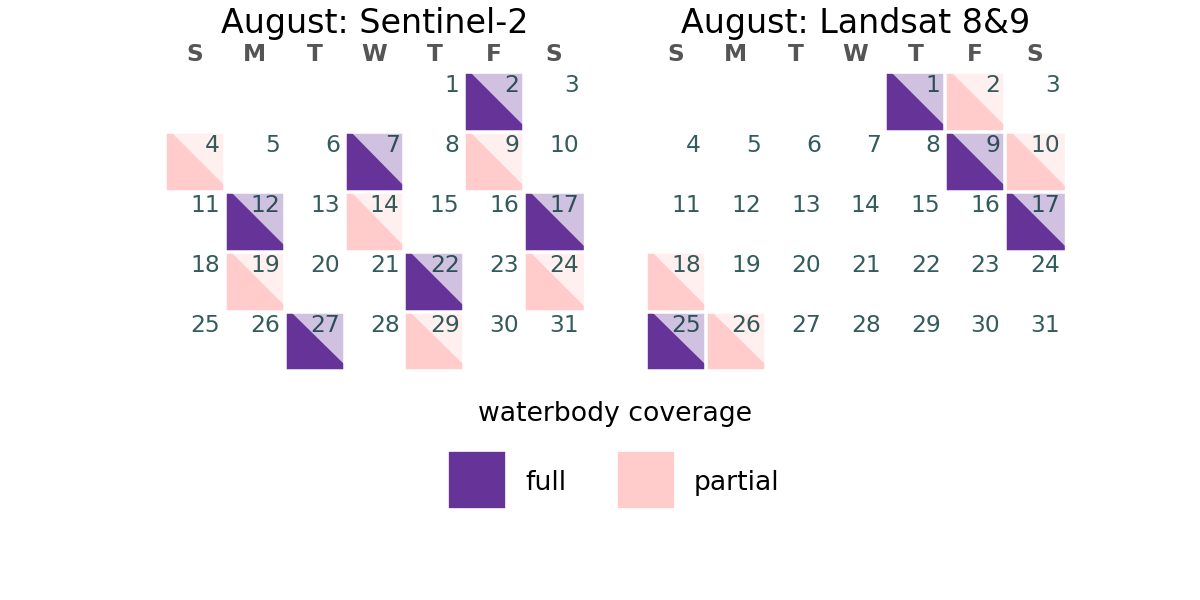 August: Sentinel-2
S M T W T F S
1 2 3
4 5 6 7 8 9 10
11 12 13 14 15 16 17
18 19 20 21 22 23 24
25 26 27 28 29 30 31
August: Landsat 8&9
S M T W T F S
1 2 3
4 5 6 7 8 9 10
11 12 13 14 15 16 17
18 19 20 21 22 23 24
25 26 27 28 29 30 31
waterbody coverage
full
partial